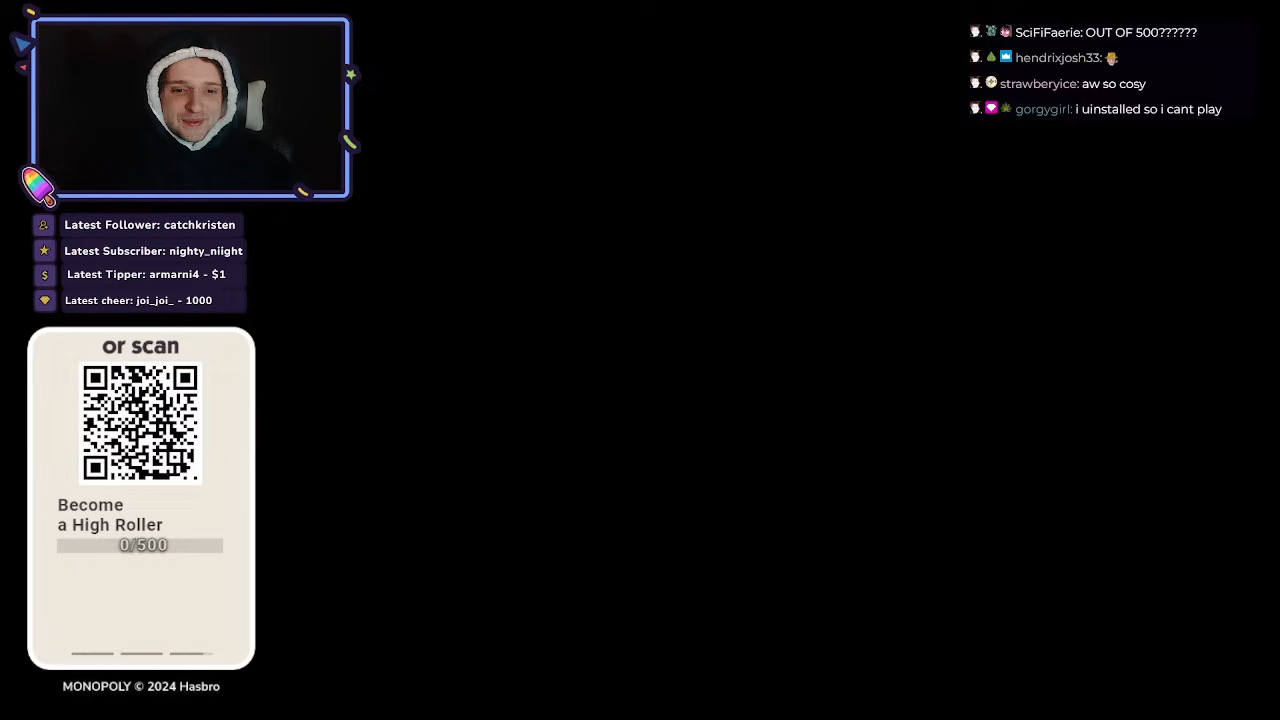 SciFiFaerie: OUT OF 500??????
hendrixjosh33:
strawberyice: aw so cosy
gorgygirl: i uinstalled so i cant play
Latest Follower: catchkristen
Latest Subscriber: nighty_niight
$ Latest Tipper: armarni4 - $1
Latest cheer: joi_joi_ - 1000
or scan
Become
a High Roller
0/500
MONOPOLY © 2024 Hasbro